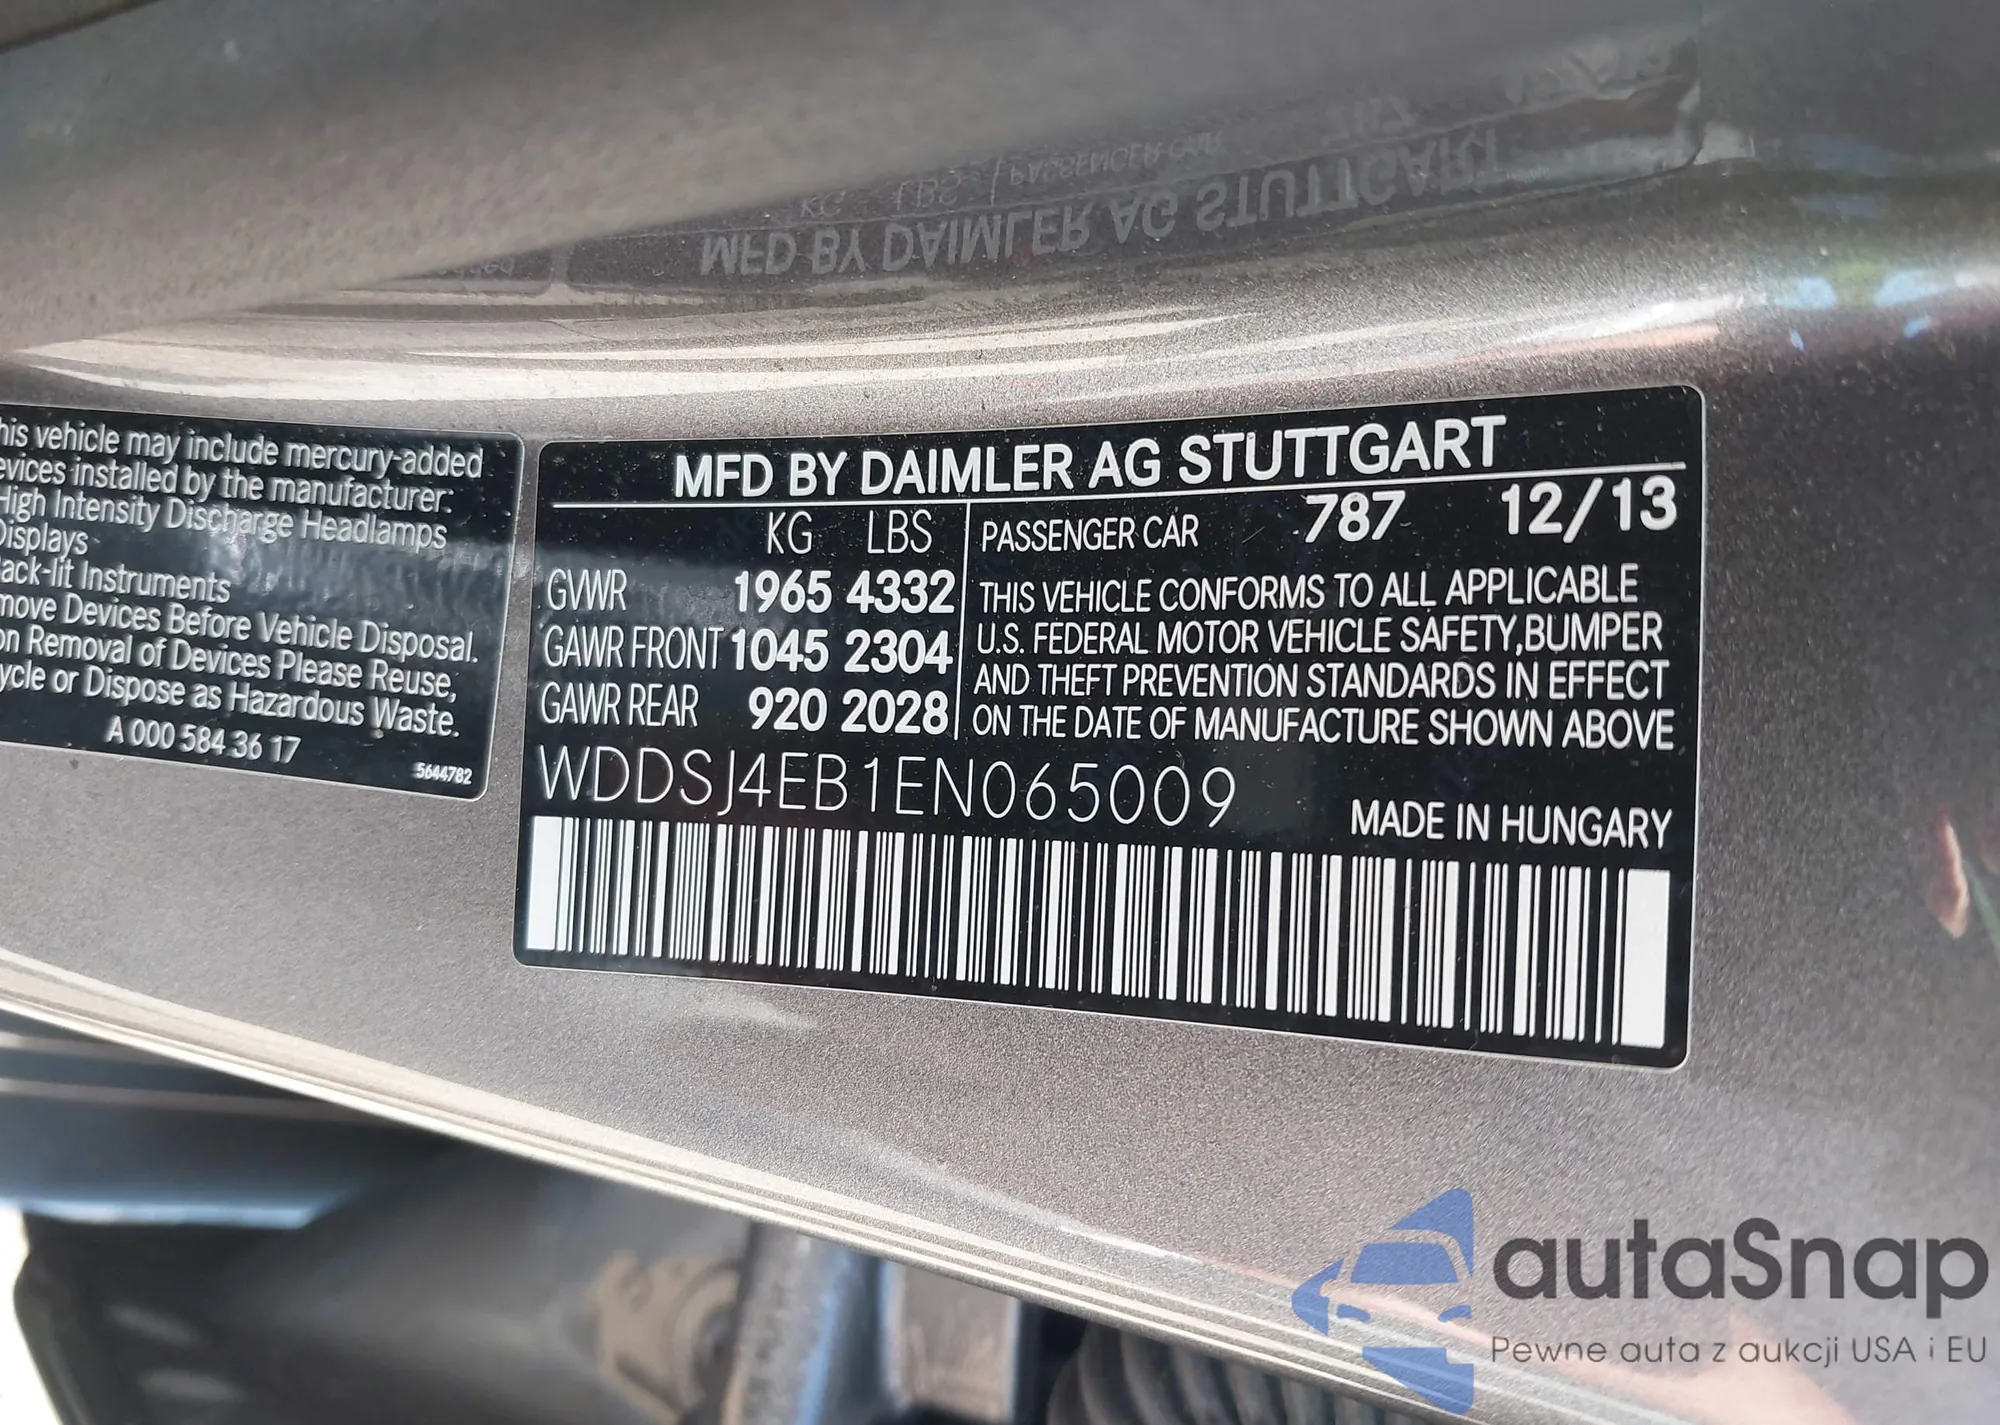 his vehicle may include mercury-added
evices installed by the manufacturer:
High Intensity Discharge Headlamps
Displays
ack-lit Instruments
move Devices Before Vehicle Disposal.
on Removal of Devices Please Reuse,
ycle or Dispose as Hazardous Waste.
A 000 584 36 17
5644782
MFD BY DAIMLER AG STUTTGART
KG LBS PASSENGER CAR 787 12/13
GVWR 1965 4332
GAWR FRONT 1045 2304
GAWR REAR 920 2028
THIS VEHICLE CONFORMS TO ALL APPLICABLE
U.S. FEDERAL MOTOR VEHICLE SAFETY,BUMPER
AND THEFT PREVENTION STANDARDS IN EFFECT
ON THE DATE OF MANUFACTURE SHOWN ABOVE
WDDSJ4EB1EN065009
MADE IN HUNGARY
autaSnap
Pewne auta z aukcji USA i EU